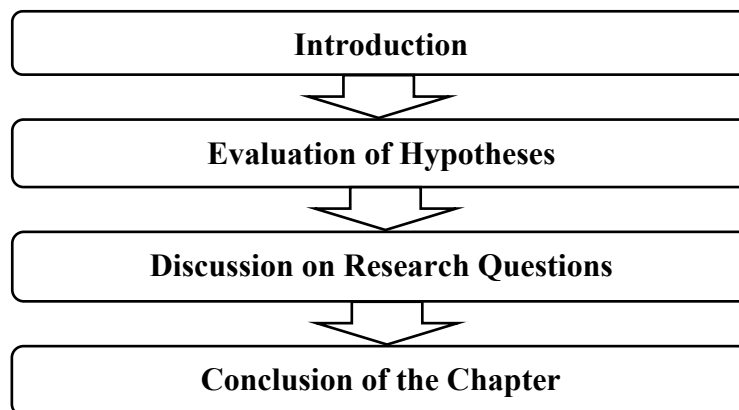 Introduction
Evaluation of Hypotheses
Discussion on Research Questions
Conclusion of the Chapter